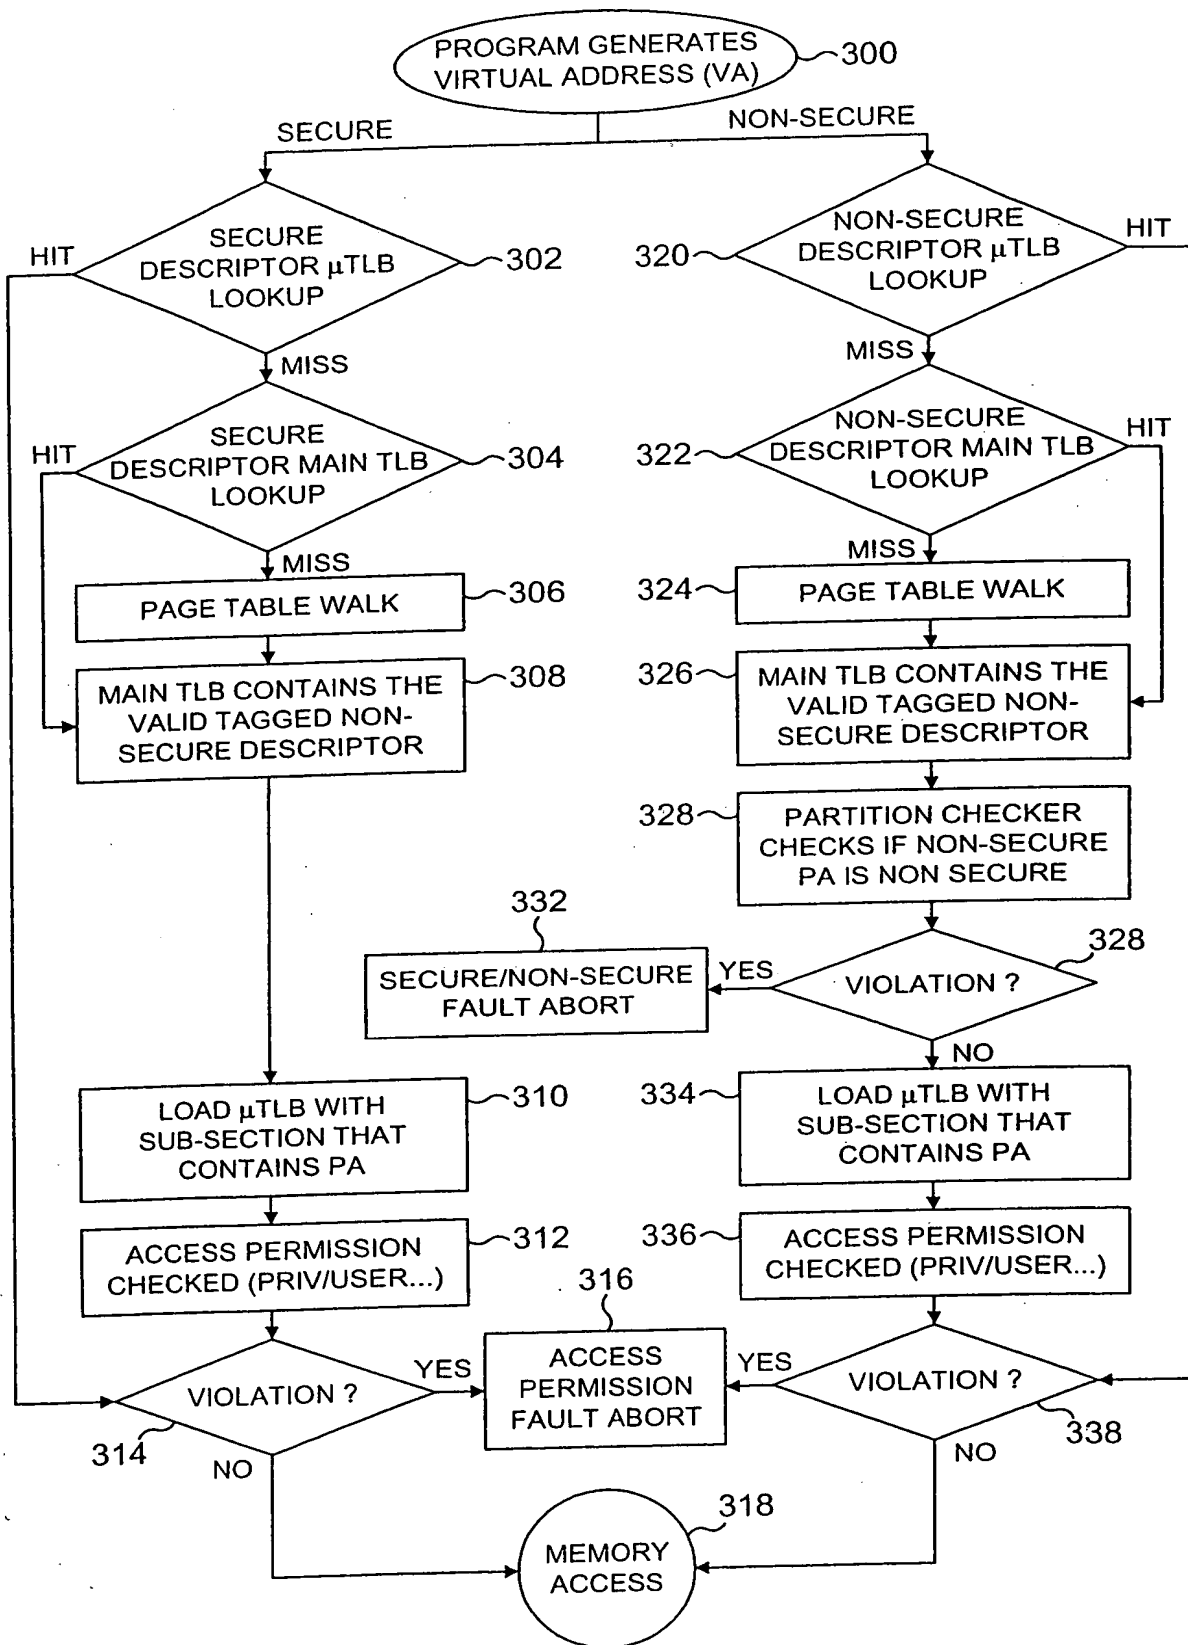 PROGRAM GENERATES
VIRTUAL ADDRESS (VA)
300
SECURE
NON-SECURE
HIT
SECURE
DESCRIPTOR µTLB
LOOKUP
302
320
NON-SECURE
DESCRIPTOR µTLB
LOOKUP
HIT
MISS
MISS
HIT
SECURE
DESCRIPTOR MAIN TLB
LOOKUP
304
322
NON-SECURE
DESCRIPTOR MAIN TLB
LOOKUP
HIT
MISS
MISS
PAGE TABLE WALK
306
324
PAGE TABLE WALK
MAIN TLB CONTAINS THE
VALID TAGGED NON-
SECURE DESCRIPTOR
308
326
MAIN TLB CONTAINS THE
VALID TAGGED NON-
SECURE DESCRIPTOR
328
PARTITION CHECKER
CHECKS IF NON-SECURE
PA IS NON SECURE
332
SECURE/NON-SECURE
FAULT ABORT
YES
VIOLATION ?
328
NO
LOAD µTLB WITH
SUB-SECTION THAT
CONTAINS PA
310
334
LOAD µTLB WITH
SUB-SECTION THAT
CONTAINS PA
ACCESS PERMISSION
CHECKED (PRIV/USER...)
312
336
ACCESS PERMISSION
CHECKED (PRIV/USER...)
316
VIOLATION ?
314
YES
ACCESS
PERMISSION
FAULT ABORT
YES
VIOLATION ?
338
NO
NO
318
MEMORY
ACCESS